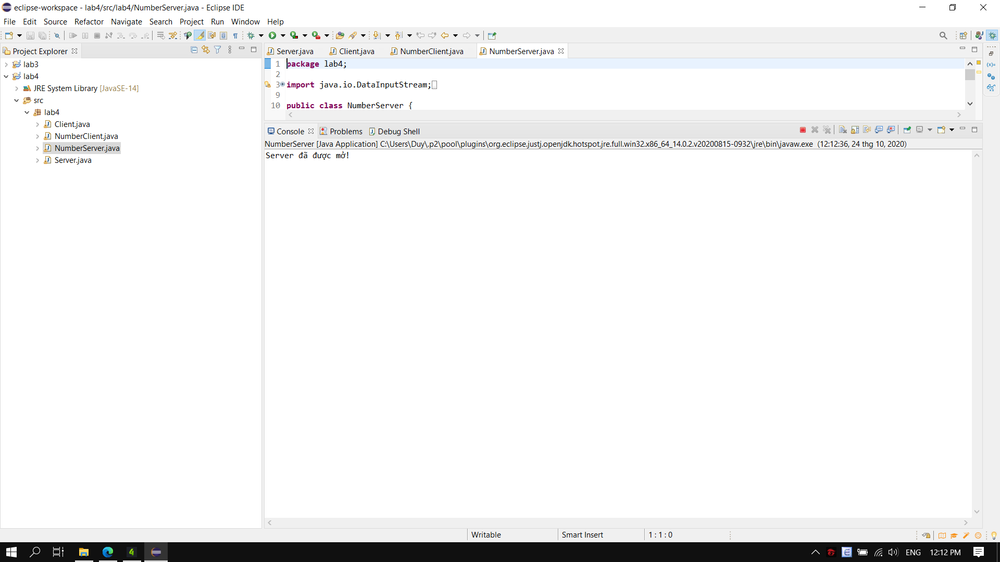 eclipse-workspace - lab4/src/lab4/NumberServer.java - Eclipse IDE
File Edit Source Refactor Navigate Search Project Run Window Help
Project Explorer
lab3
lab4
JRE System Library [JavaSE-14]
src
lab4
Client.java
NumberClient.java
NumberServer.java
Server.java
Server.java Client.java NumberClient.java NumberServer.java
1 package lab4;
2
3 import java.io.DataInputStream;
9
10 public class NumberServer {
Console Problems Debug Shell
NumberServer [Java Application] C:\Users\Duy\.p2\pool\plugins\org.eclipse.justj.openjdk.hotspot.jre.full.win32.x86_64_14.0.2.v20200815-0932\jre\bin\javaw.exe (12:12:36, 24 thg 10, 2020)
Server đã được mở!
Writable Smart Insert 1 : 1 : 0
ENG 12:12 PM